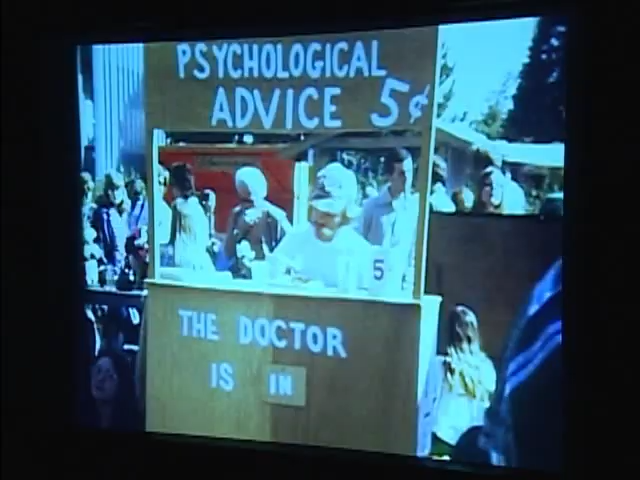 PSYCHOLOGICAL
ADVICE 5¢
5
THE DOCTOR
IS IN